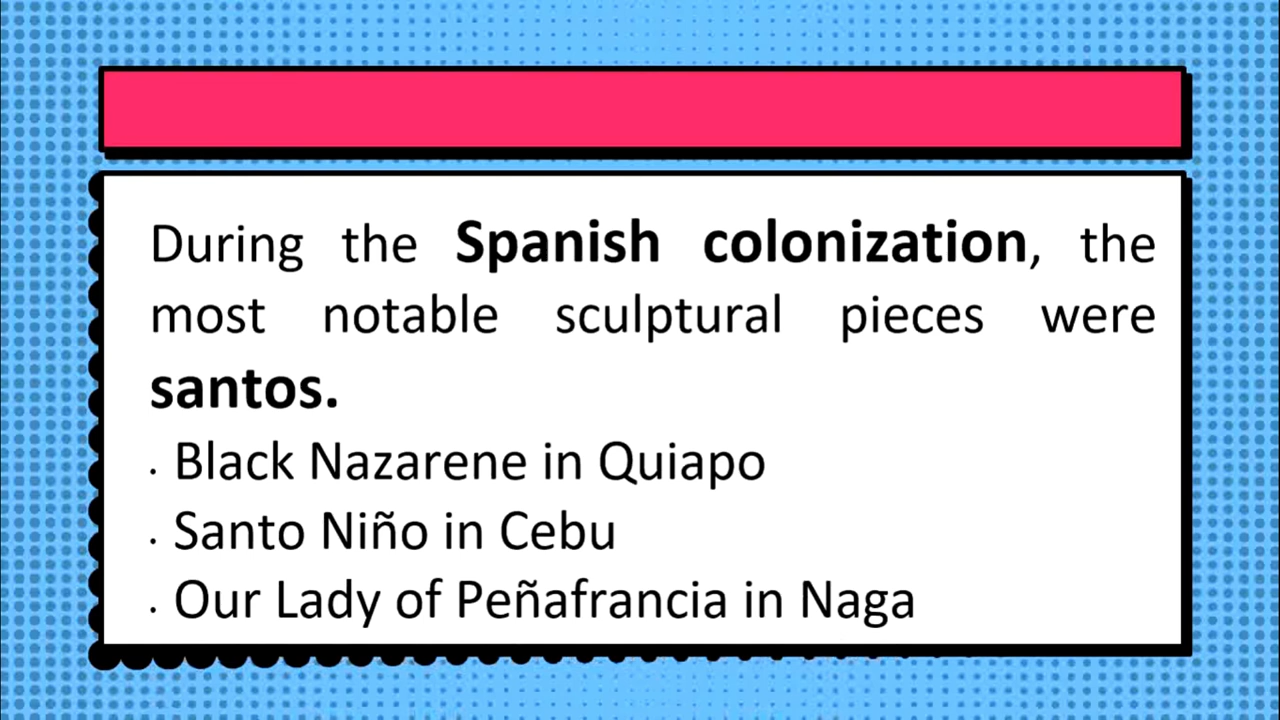 During the Spanish colonization, the
most notable sculptural pieces were
santos.
· Black Nazarene in Quiapo
· Santo Niño in Cebu
· Our Lady of Peñafrancia in Naga